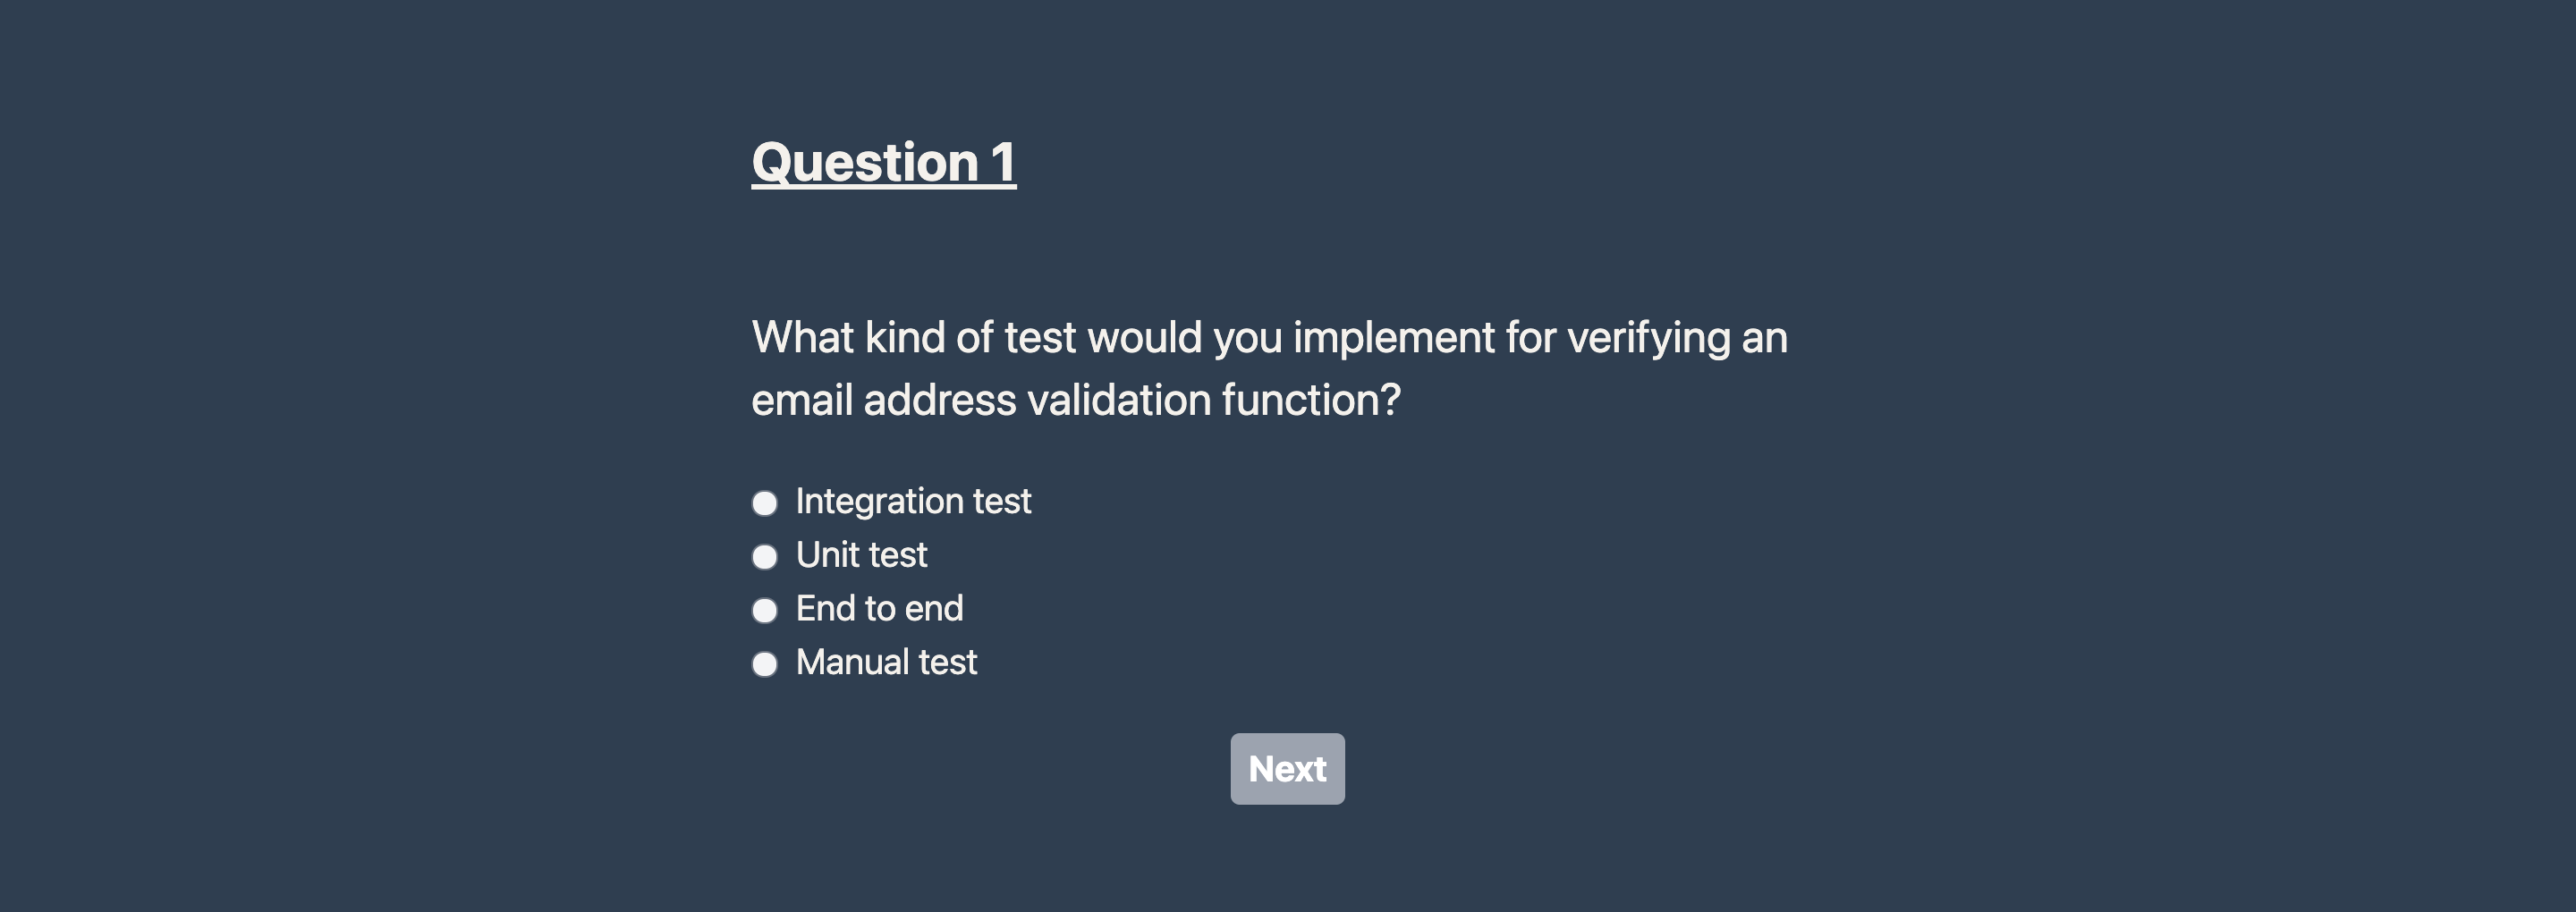 Question 1
What kind of test would you implement for verifying an
email address validation function?
Integration test
Unit test
End to end
Manual test
Next